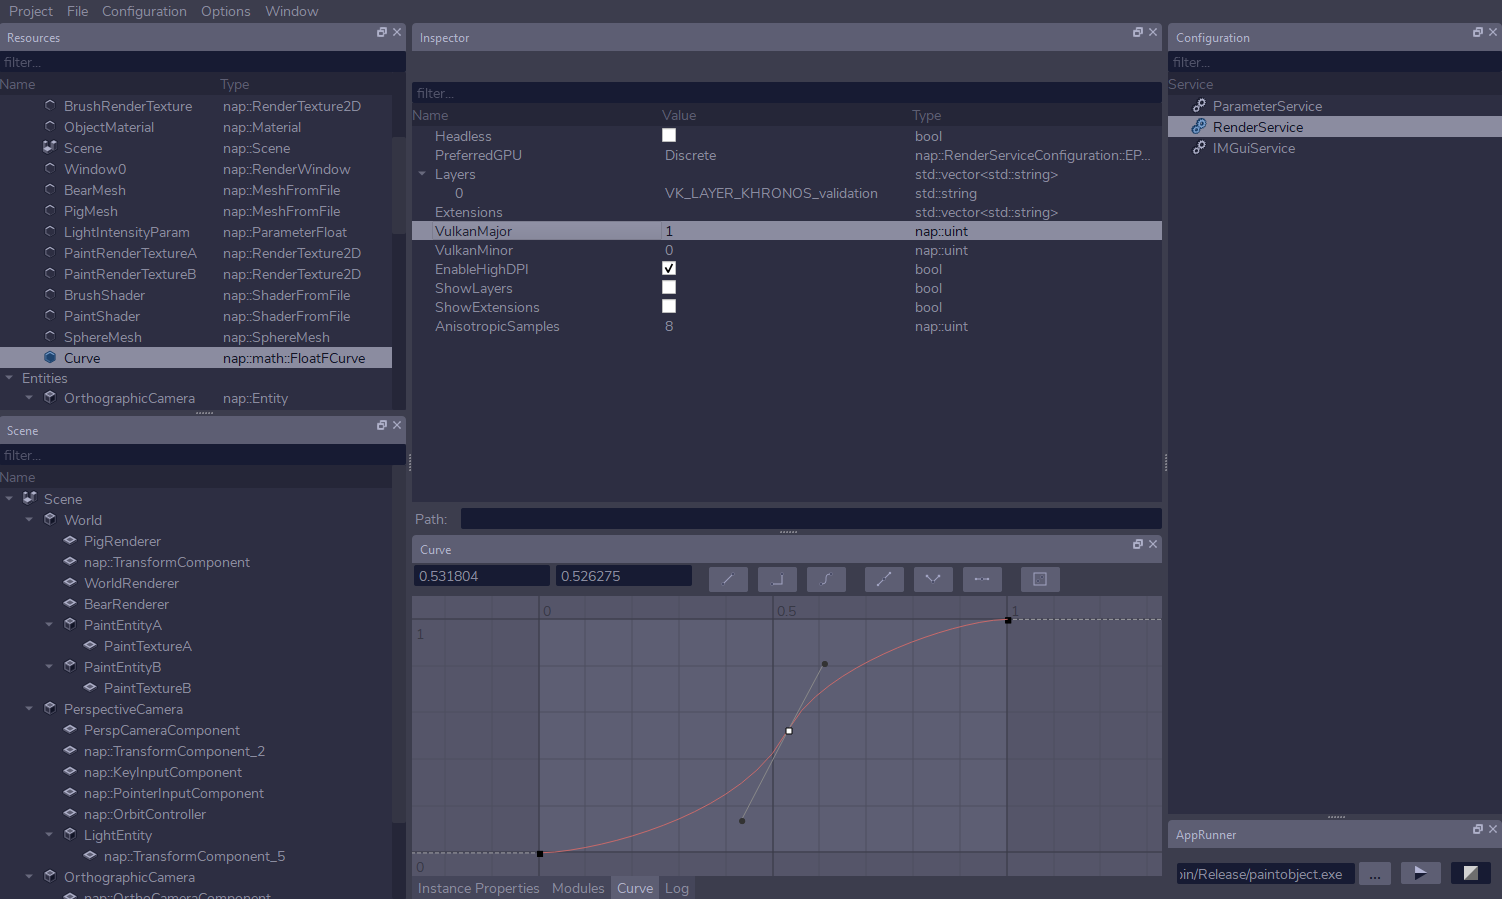 Project File Configuration Options Window
Resources
filter...
Name Type
BrushRenderTexture nap::RenderTexture2D
ObjectMaterial nap::Material
Scene nap::Scene
Window0 nap::RenderWindow
BearMesh nap::MeshFromFile
PigMesh nap::MeshFromFile
LightIntensityParam nap::ParameterFloat
PaintRenderTextureA nap::RenderTexture2D
PaintRenderTextureB nap::RenderTexture2D
BrushShader nap::ShaderFromFile
PaintShader nap::ShaderFromFile
SphereMesh nap::SphereMesh
Curve nap::math::FloatFCurve
Entities
OrthographicCamera nap::Entity
Scene
filter...
Name
Scene
World
PigRenderer
nap::TransformComponent
WorldRenderer
BearRenderer
PaintEntityA
PaintTextureA
PaintEntityB
PaintTextureB
PerspectiveCamera
PerspCameraComponent
nap::TransformComponent_2
nap::KeyInputComponent
nap::PointerInputComponent
nap::OrbitController
LightEntity
nap::TransformComponent_5
OrthographicCamera
nap::OrthoCameraComponent
Inspector
filter...
Name Value Type
Headless bool
PreferredGPU Discrete nap::RenderServiceConfiguration::EP...
Layers std::vector<std::string>
0 VK_LAYER_KHRONOS_validation std::string
Extensions std::vector<std::string>
VulkanMajor 1 nap::uint
VulkanMinor 0 nap::uint
EnableHighDPI bool
ShowLayers bool
ShowExtensions bool
AnisotropicSamples 8 nap::uint
Path:
Curve
0.531804 0.526275
0 0.5 1
1
0
Instance Properties Modules Curve Log
Configuration
filter...
Service
ParameterService
RenderService
IMGuiService
AppRunner
bin/Release/paintobject.exe ...